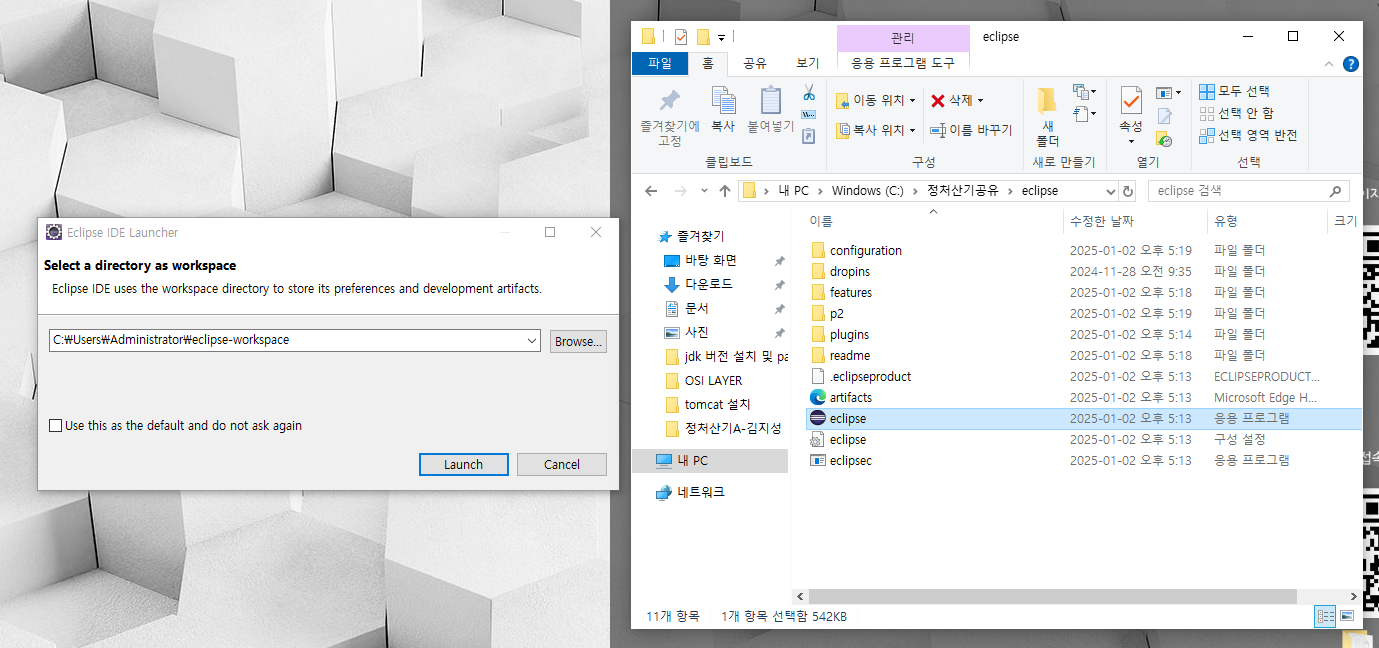 Eclipse IDE Launcher
Select a directory as workspace
Eclipse IDE uses the workspace directory to store its preferences and development artifacts.
C:₩Users₩Administrator₩eclipse-workspace
Browse...
Use this as the default and do not ask again
Launch
Cancel
관리
eclipse
파일
홈
공유
보기
응용 프로그램 도구
즐겨찾기에
고정
복사
붙여넣기
클립보드
이동 위치
복사 위치
삭제
이름 바꾸기
구성
새
폴더
새로 만들기
속성
열기
모두 선택
선택 안 함
선택 영역 반전
선택
내 PC > Windows (C:) > 정처산기공유 > eclipse
eclipse 검색
즐겨찾기
바탕 화면
다운로드
문서
사진
jdk 버전 설치 및 pa
OSI LAYER
tomcat 설치
정처산기A-김지성
내 PC
네트워크
이름 수정한 날짜 유형 크기
configuration 2025-01-02 오후 5:19 파일 폴더
dropins 2024-11-28 오전 9:35 파일 폴더
features 2025-01-02 오후 5:18 파일 폴더
p2 2025-01-02 오후 5:19 파일 폴더
plugins 2025-01-02 오후 5:14 파일 폴더
readme 2025-01-02 오후 5:18 파일 폴더
.eclipseproduct 2025-01-02 오후 5:13 ECLIPSEPRODUCT...
artifacts 2025-01-02 오후 5:13 Microsoft Edge H...
eclipse 2025-01-02 오후 5:13 응용 프로그램
eclipse 2025-01-02 오후 5:13 구성 설정
eclipsec 2025-01-02 오후 5:13 응용 프로그램
11개 항목
1개 항목 선택함 542KB